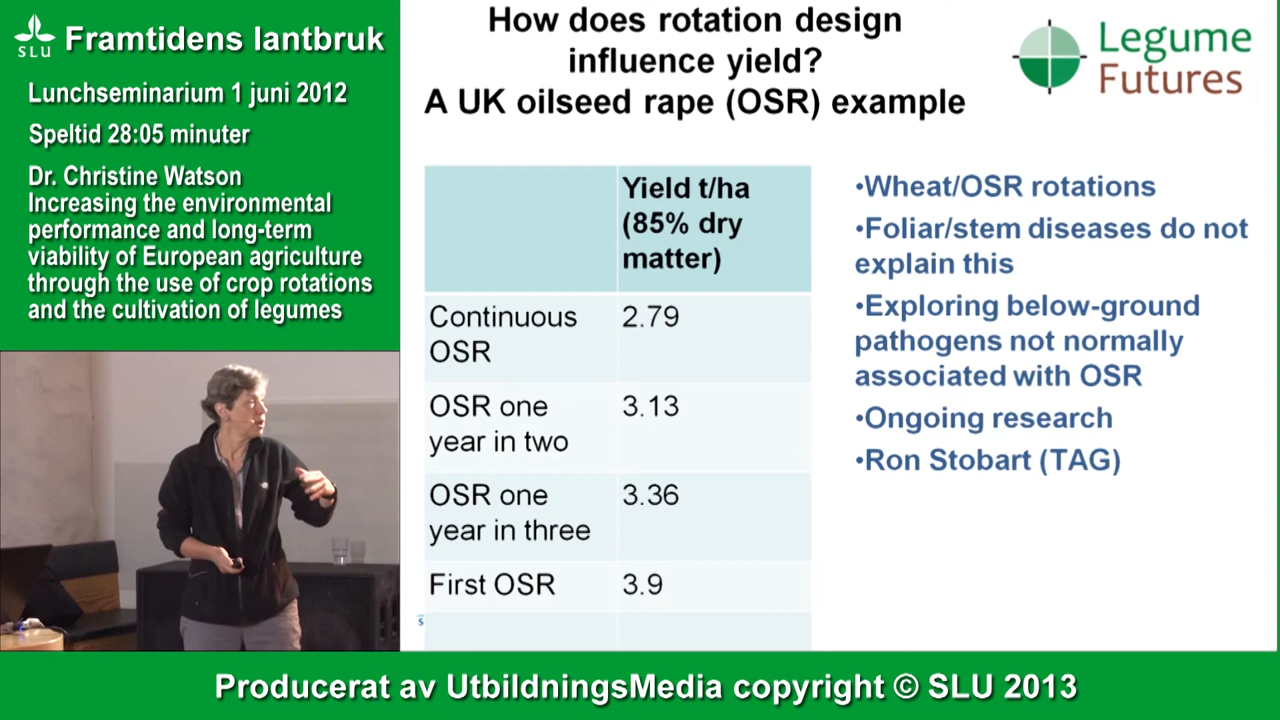 SLU
Framtidens lantbruk
Lunchseminarium 1 juni 2012
Speltid 28:05 minuter
Dr. Christine Watson
Increasing the environmental
performance and long-term
viability of European agriculture
through the use of crop rotations
and the cultivation of legumes
How does rotation design
influence yield?
A UK oilseed rape (OSR) example
Legume
Futures
Yield t/ha
(85% dry
matter)
Continuous
OSR
2.79
OSR one
year in two
3.13
OSR one
year in three
3.36
First OSR
3.9
•Wheat/OSR rotations
•Foliar/stem diseases do not
explain this
•Exploring below-ground
pathogens not normally
associated with OSR
•Ongoing research
•Ron Stobart (TAG)
Producerat av UtbildningsMedia copyright © SLU 2013